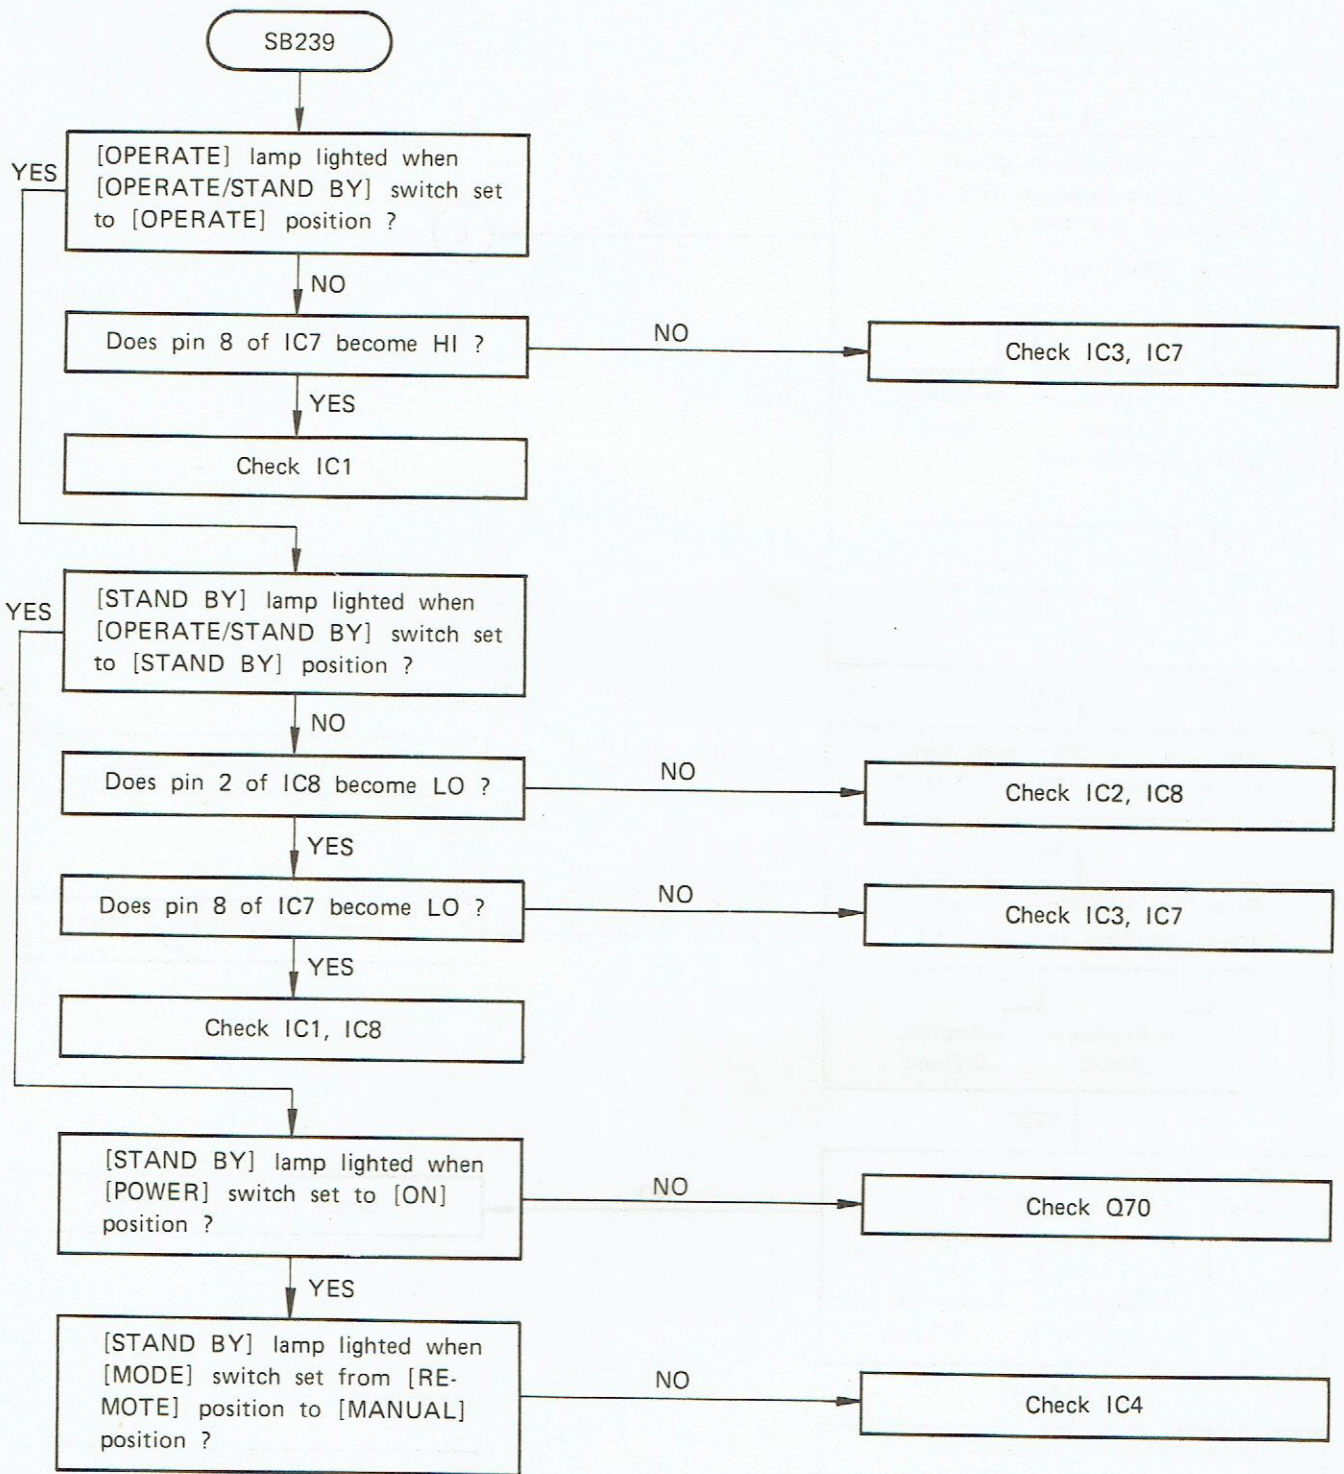 SB239
YES
[OPERATE] lamp lighted when
[OPERATE/STAND BY] switch set
to [OPERATE] position ?
NO
Does pin 8 of IC7 become HI ?
NO
Check IC3, IC7
YES
Check IC1
YES
[STAND BY] lamp lighted when
[OPERATE/STAND BY] switch set
to [STAND BY] position ?
NO
Does pin 2 of IC8 become LO ?
NO
Check IC2, IC8
YES
Does pin 8 of IC7 become LO ?
NO
Check IC3, IC7
YES
Check IC1, IC8
[STAND BY] lamp lighted when
[POWER] switch set to [ON]
position ?
NO
Check Q70
YES
[STAND BY] lamp lighted when
[MODE] switch set from [RE-
MOTE] position to [MANUAL]
position ?
NO
Check IC4